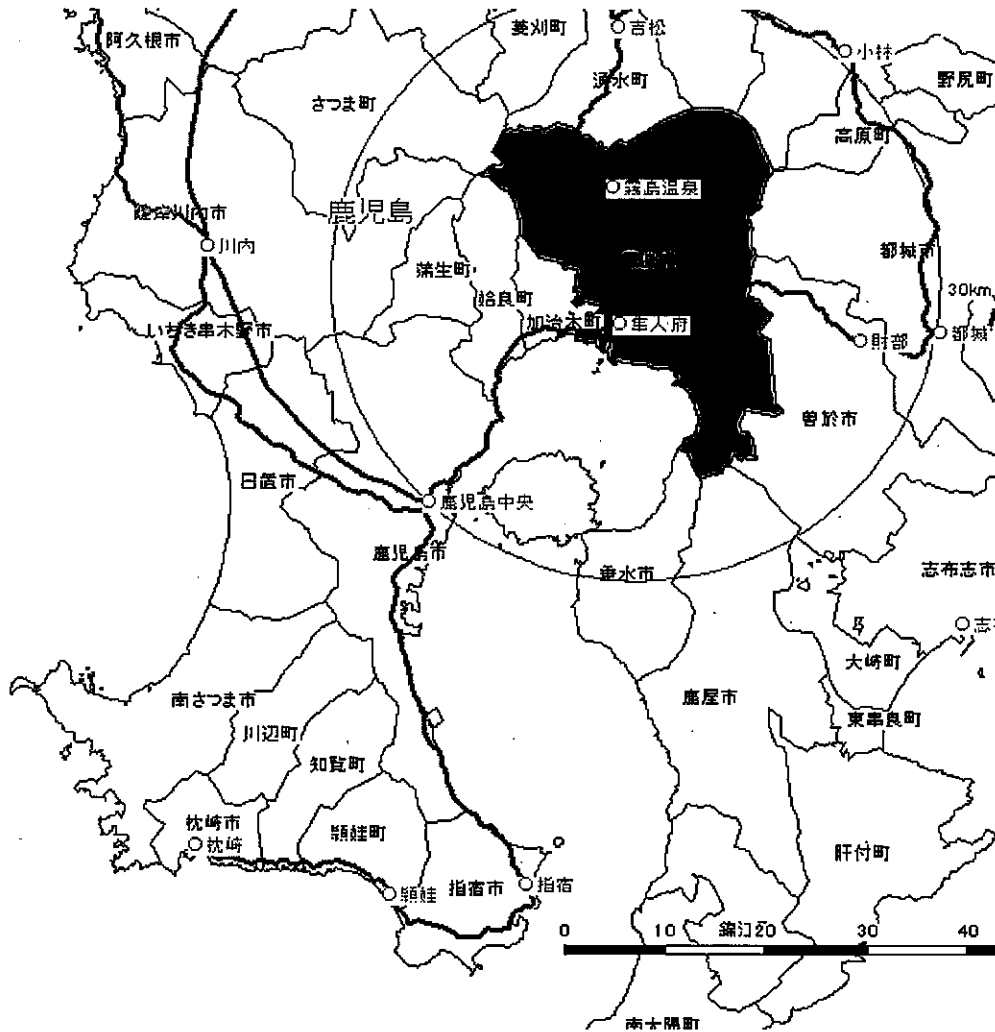 阿久根市
菱刈町
吉松
小林
湧水町
野尻町
さつま町
高原町
霧島温泉
薩摩川内市
鹿児島
川内
都城市
蒲生町
姶良町
30km
加治木町
いちき串木野市
財部
都城
曽於市
日置市
鹿児島中央
鹿児島市
垂水市
志布志市
大崎町
南さつま市
鹿屋市
東串良町
川辺町
知覧町
枕崎市
枕崎
頴娃町
肝付町
頴娃
指宿市
指宿
0 10 20 30 40
南大隅町